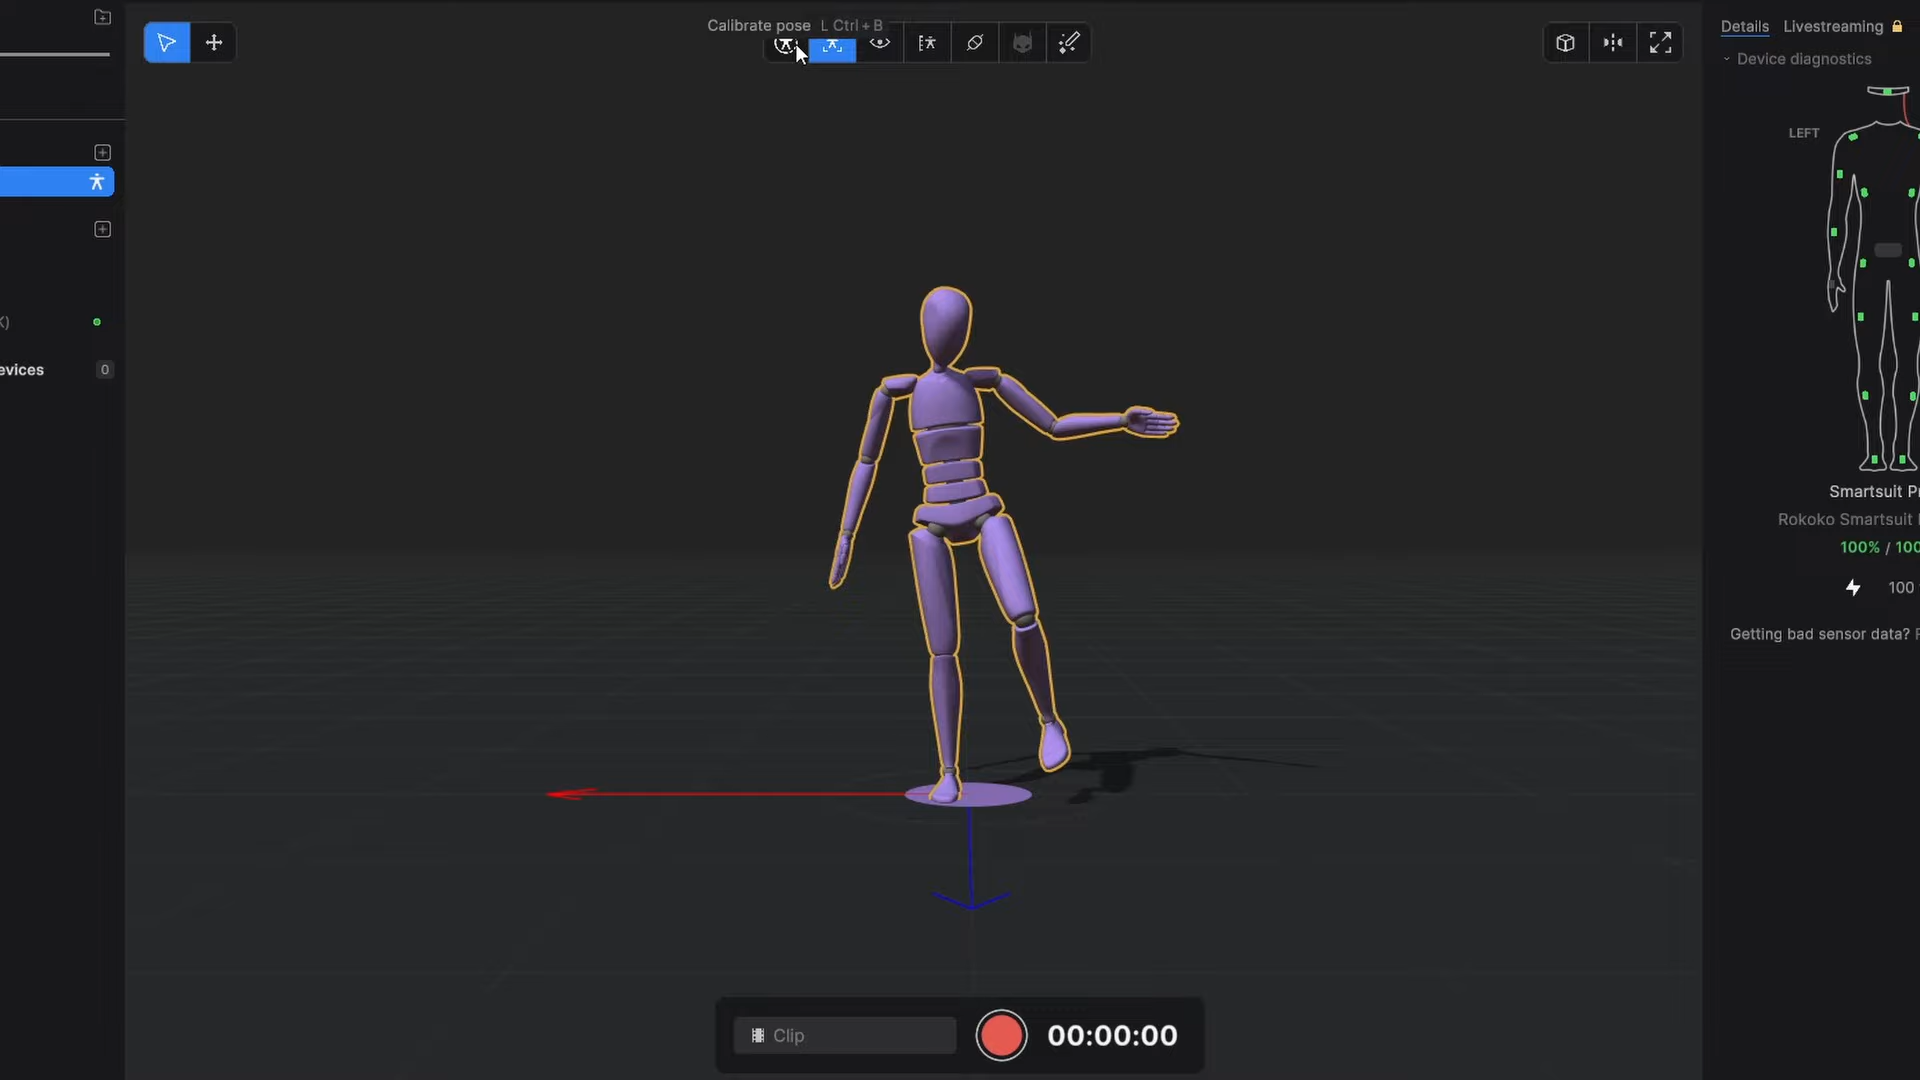 Calibrate pose L Ctrl + B
Details Livestreaming
Device diagnostics
LEFT
K)
evices 0
Smartsuit Pr
Rokoko Smartsuit
100% / 100
100
Getting bad sensor data?
Clip
00:00:00